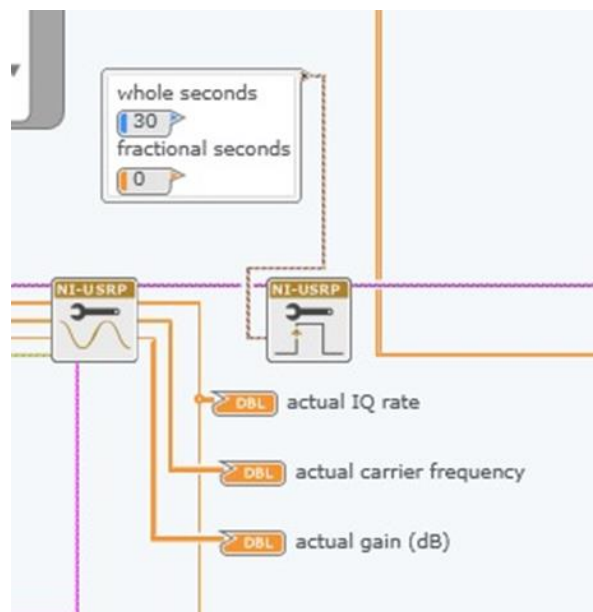 whole seconds
30
fractional seconds
0
NI-USRP
NI-USRP
DBL actual IQ rate
DBL actual carrier frequency
DBL actual gain (dB)